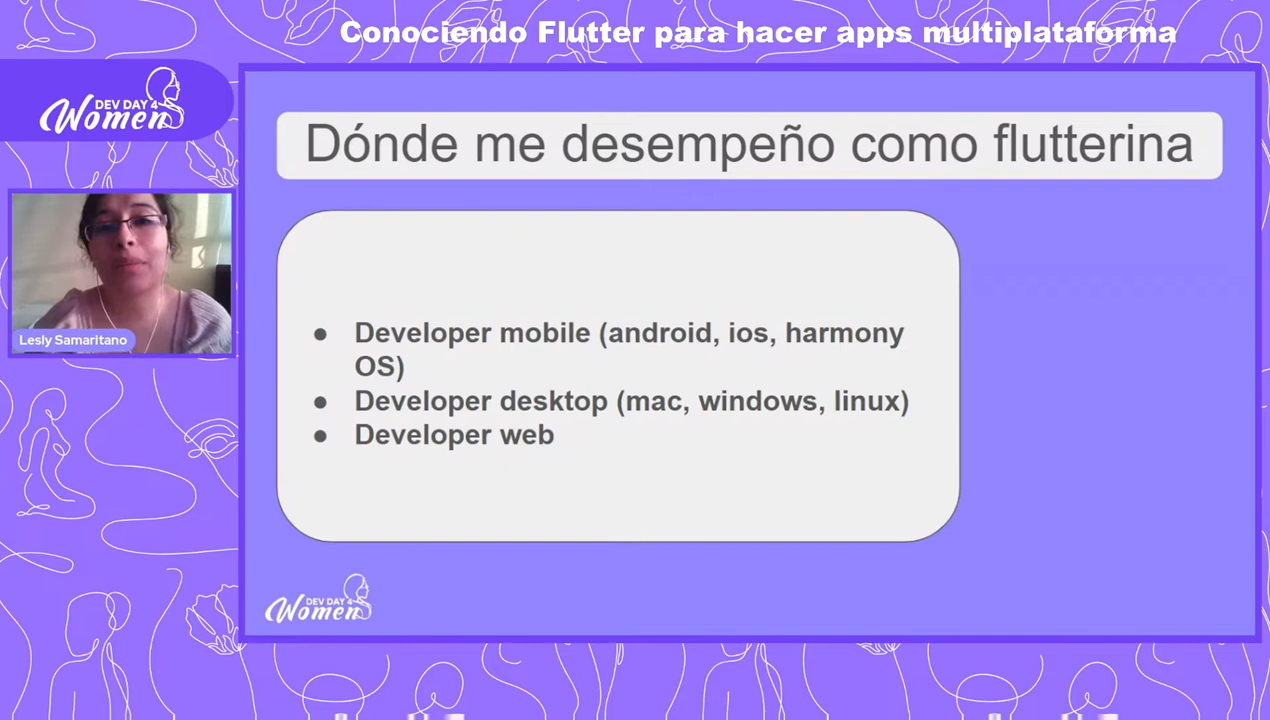 Conociendo Flutter para hacer apps multiplataforma
DEV DAY 4
Women
Dónde me desempeño como flutterina
Lesly Samaritano
● Developer mobile (android, ios, harmony
OS)
● Developer desktop (mac, windows, linux)
● Developer web
DEV DAY 4
Women